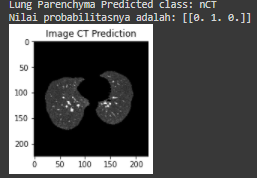 Lung Parenchyma Predicted class: nCT
Nilai probabilitasnya adalah: [[0. 1. 0.]]
Image CT Prediction
0
50
100
150
200
0 50 100 150 200